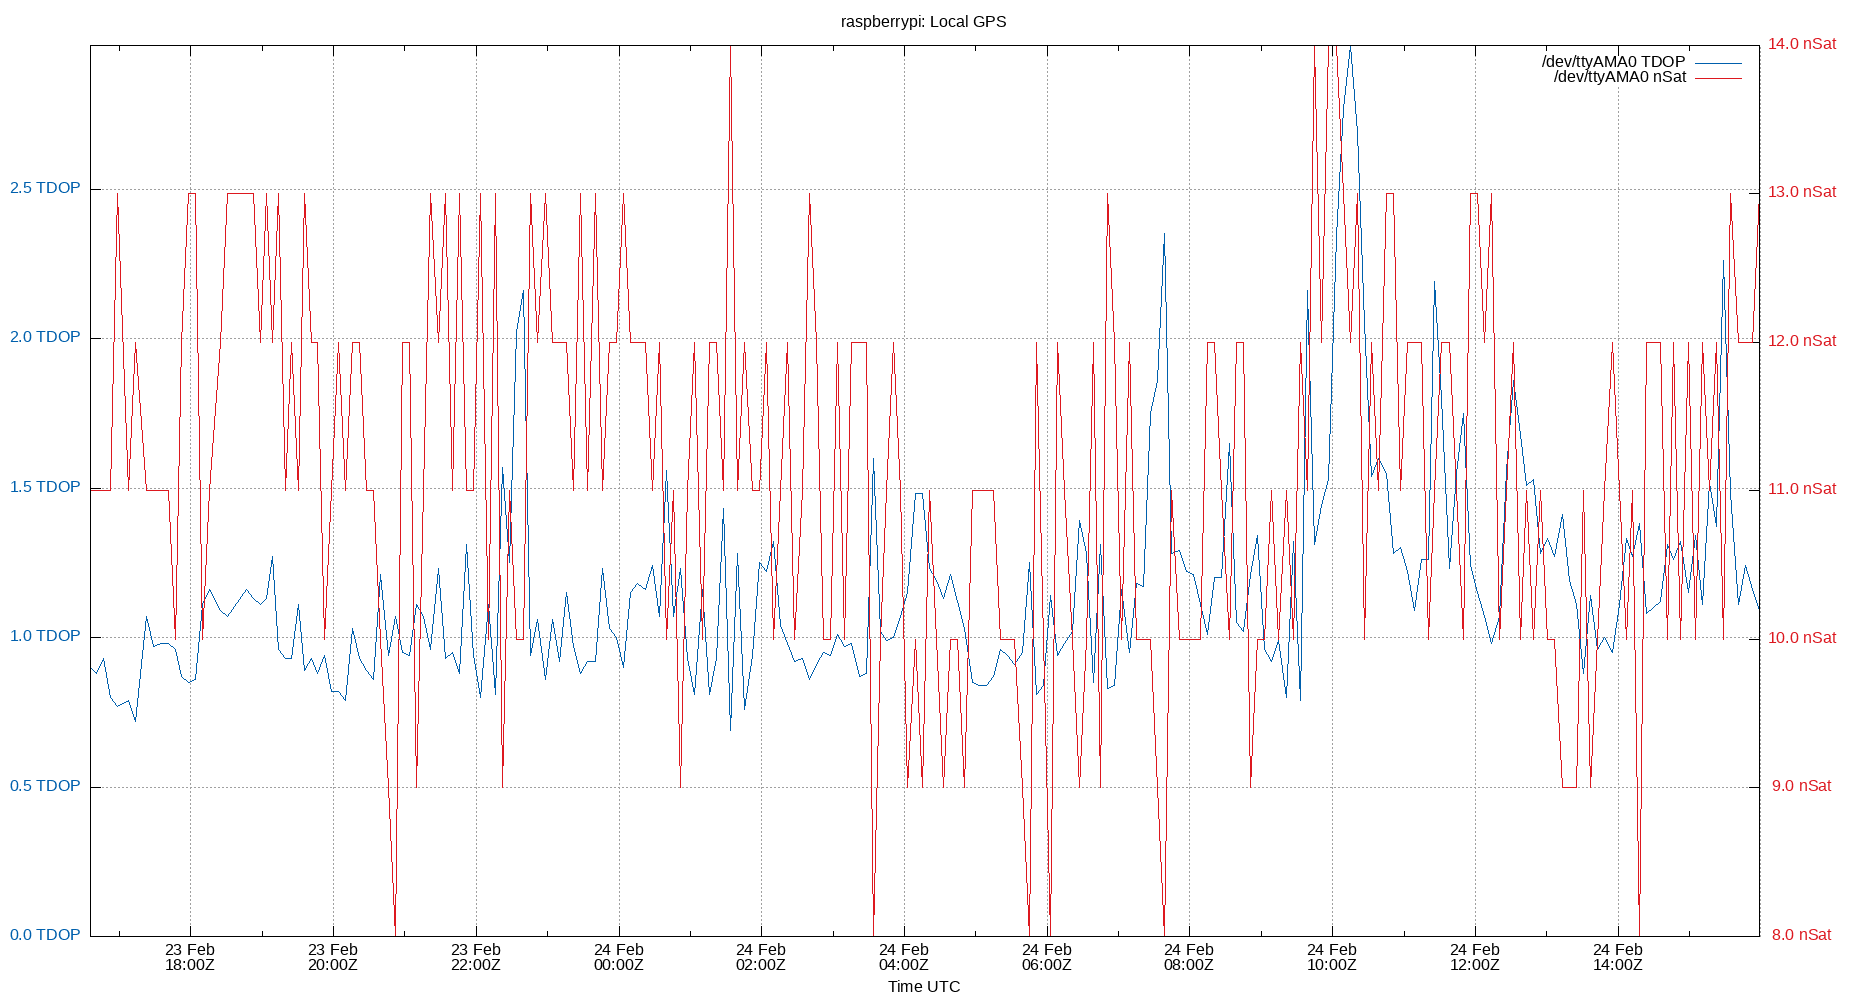 raspberrypi: Local GPS
/dev/ttyAMA0 TDOP
/dev/ttyAMA0 nSat
2.5 TDOP
2.0 TDOP
1.5 TDOP
1.0 TDOP
0.5 TDOP
0.0 TDOP
14.0 nSat
13.0 nSat
12.0 nSat
11.0 nSat
10.0 nSat
9.0 nSat
8.0 nSat
23 Feb
18:00Z
23 Feb
20:00Z
23 Feb
22:00Z
24 Feb
00:00Z
24 Feb
02:00Z
24 Feb
04:00Z
24 Feb
06:00Z
24 Feb
08:00Z
24 Feb
10:00Z
24 Feb
12:00Z
24 Feb
14:00Z
Time UTC